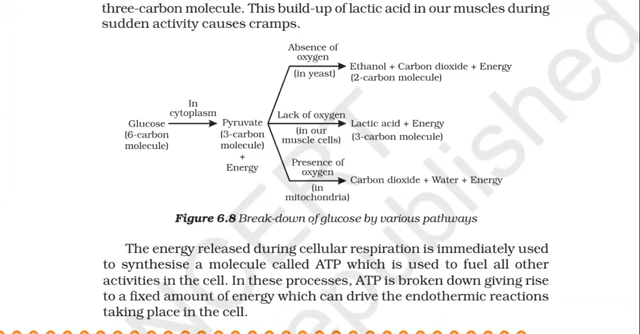 three-carbon molecule. This build-up of lactic acid in our muscles during
sudden activity causes cramps.
Absence of
oxygen
(in yeast)
Ethanol + Carbon dioxide + Energy
(2-carbon molecule)
In
cytoplasm
Glucose
(6-carbon
molecule)
Pyruvate
(3-carbon
molecule)
+
Energy
Lack of oxygen
(in our
muscle cells)
Lactic acid + Energy
(3-carbon molecule)
Presence of
oxygen
(in
mitochondria)
Carbon dioxide + Water + Energy
Figure 6.8 Break-down of glucose by various pathways
The energy released during cellular respiration is immediately used
to synthesise a molecule called ATP which is used to fuel all other
activities in the cell. In these processes, ATP is broken down giving rise
to a fixed amount of energy which can drive the endothermic reactions
taking place in the cell.
NCERT
republished